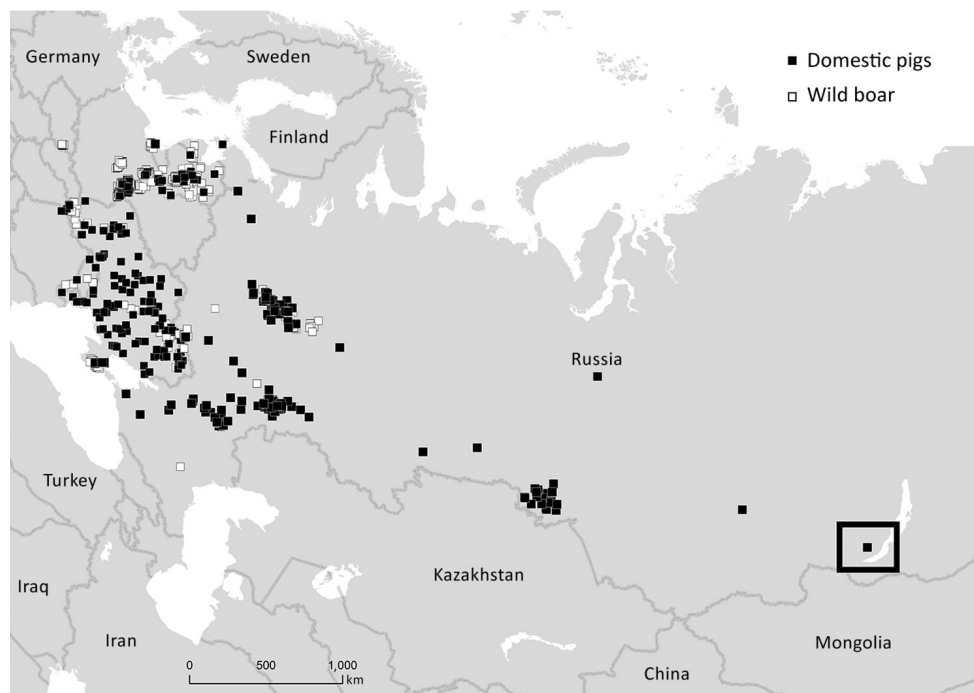 Germany
Sweden
Domestic pigs
Wild boar
Finland
Russia
Turkey
Kazakhstan
Iraq
Iran
Mongolia
China
0 500 1,000
km